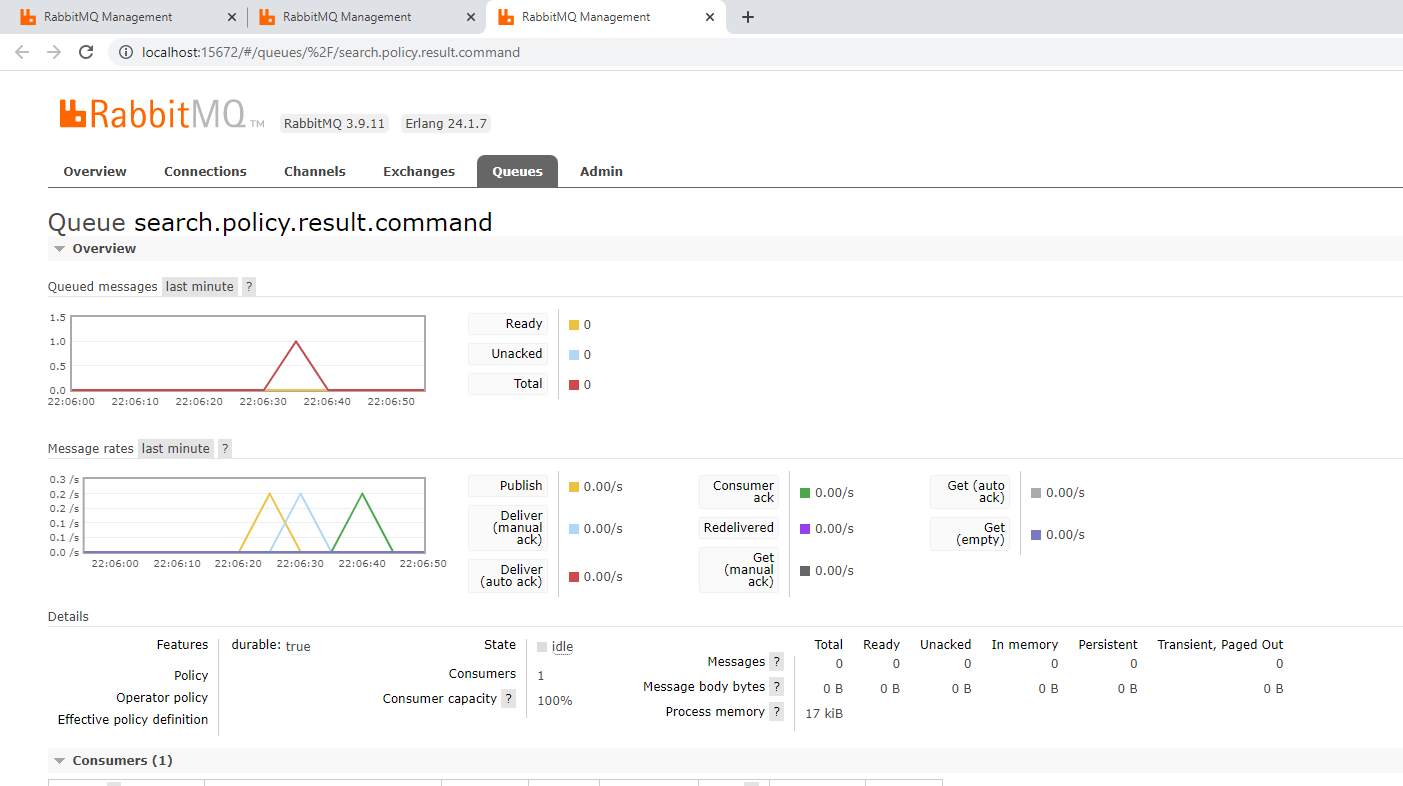 RabbitMQ Management RabbitMQ Management RabbitMQ Management
localhost:15672/#/queues/%2F/search.policy.result.command
RabbitMQ TM RabbitMQ 3.9.11 Erlang 24.1.7
Overview Connections Channels Exchanges Queues Admin
Queue search.policy.result.command
Overview
Queued messages last minute ?
1.5
1.0
0.5
0.0
22:06:00 22:06:10 22:06:20 22:06:30 22:06:40 22:06:50
Ready 0
Unacked 0
Total 0
Message rates last minute ?
0.3 /s
0.2 /s
0.2 /s
0.1 /s
0.1 /s
0.0 /s
22:06:00 22:06:10 22:06:20 22:06:30 22:06:40 22:06:50
Publish 0.00/s
Deliver
(manual 0.00/s
ack)
Deliver
(auto ack) 0.00/s
Consumer
ack 0.00/s
Redelivered 0.00/s
Get
(manual 0.00/s
ack)
Get (auto
ack) 0.00/s
Get
(empty) 0.00/s
Details
Features durable: true
Policy
Operator policy
Effective policy definition
State idle
Consumers 1
Consumer capacity ? 100%
Total Ready Unacked In memory Persistent Transient, Paged Out
Messages ? 0 0 0 0 0 0
Message body bytes ? 0 B 0 B 0 B 0 B 0 B 0 B
Process memory ? 17 kiB
Consumers (1)